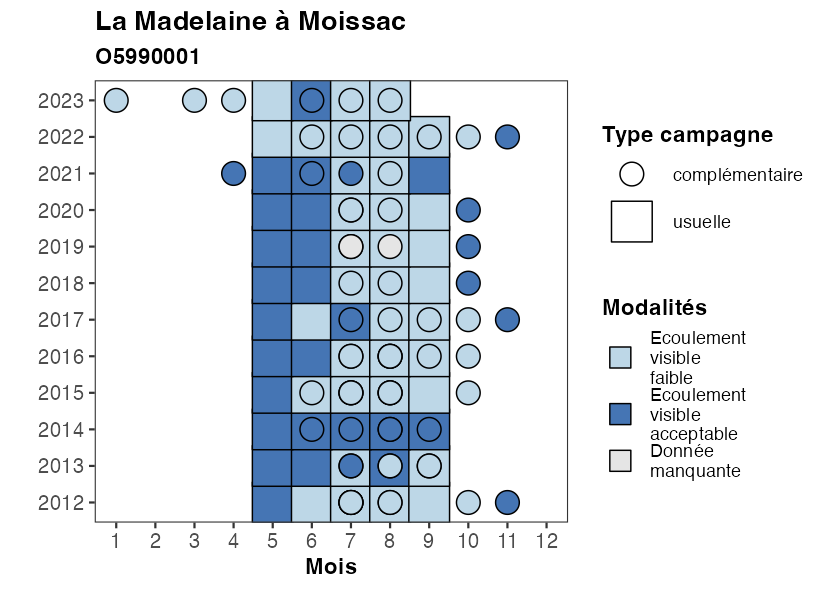 La Madelaine à Moissac
O5990001
2023
2022
2021
2020
2019
2018
2017
2016
2015
2014
2013
2012
1 2 3 4 5 6 7 8 9 10 11 12
Mois
Type campagne
complémentaire
usuelle
Modalités
Ecoulement
visible
faible
Ecoulement
visible
acceptable
Donnée
manquante